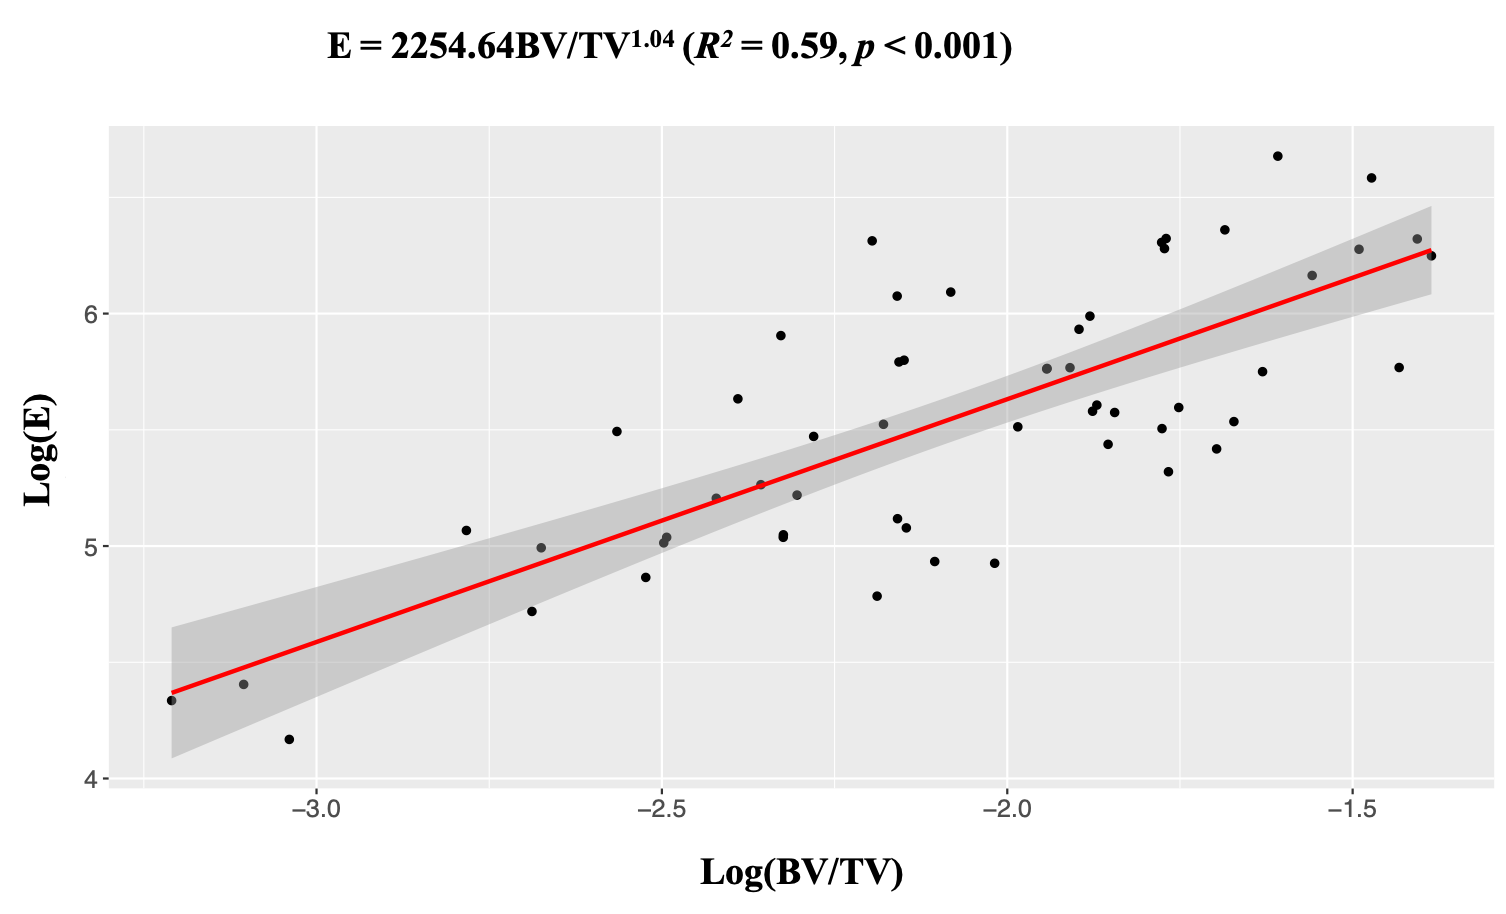 E = 2254.64BV/TV¹·⁰⁴ (R² = 0.59, p < 0.001)
Log(E)
6
5
4
−3.0 −2.5 −2.0 −1.5
Log(BV/TV)